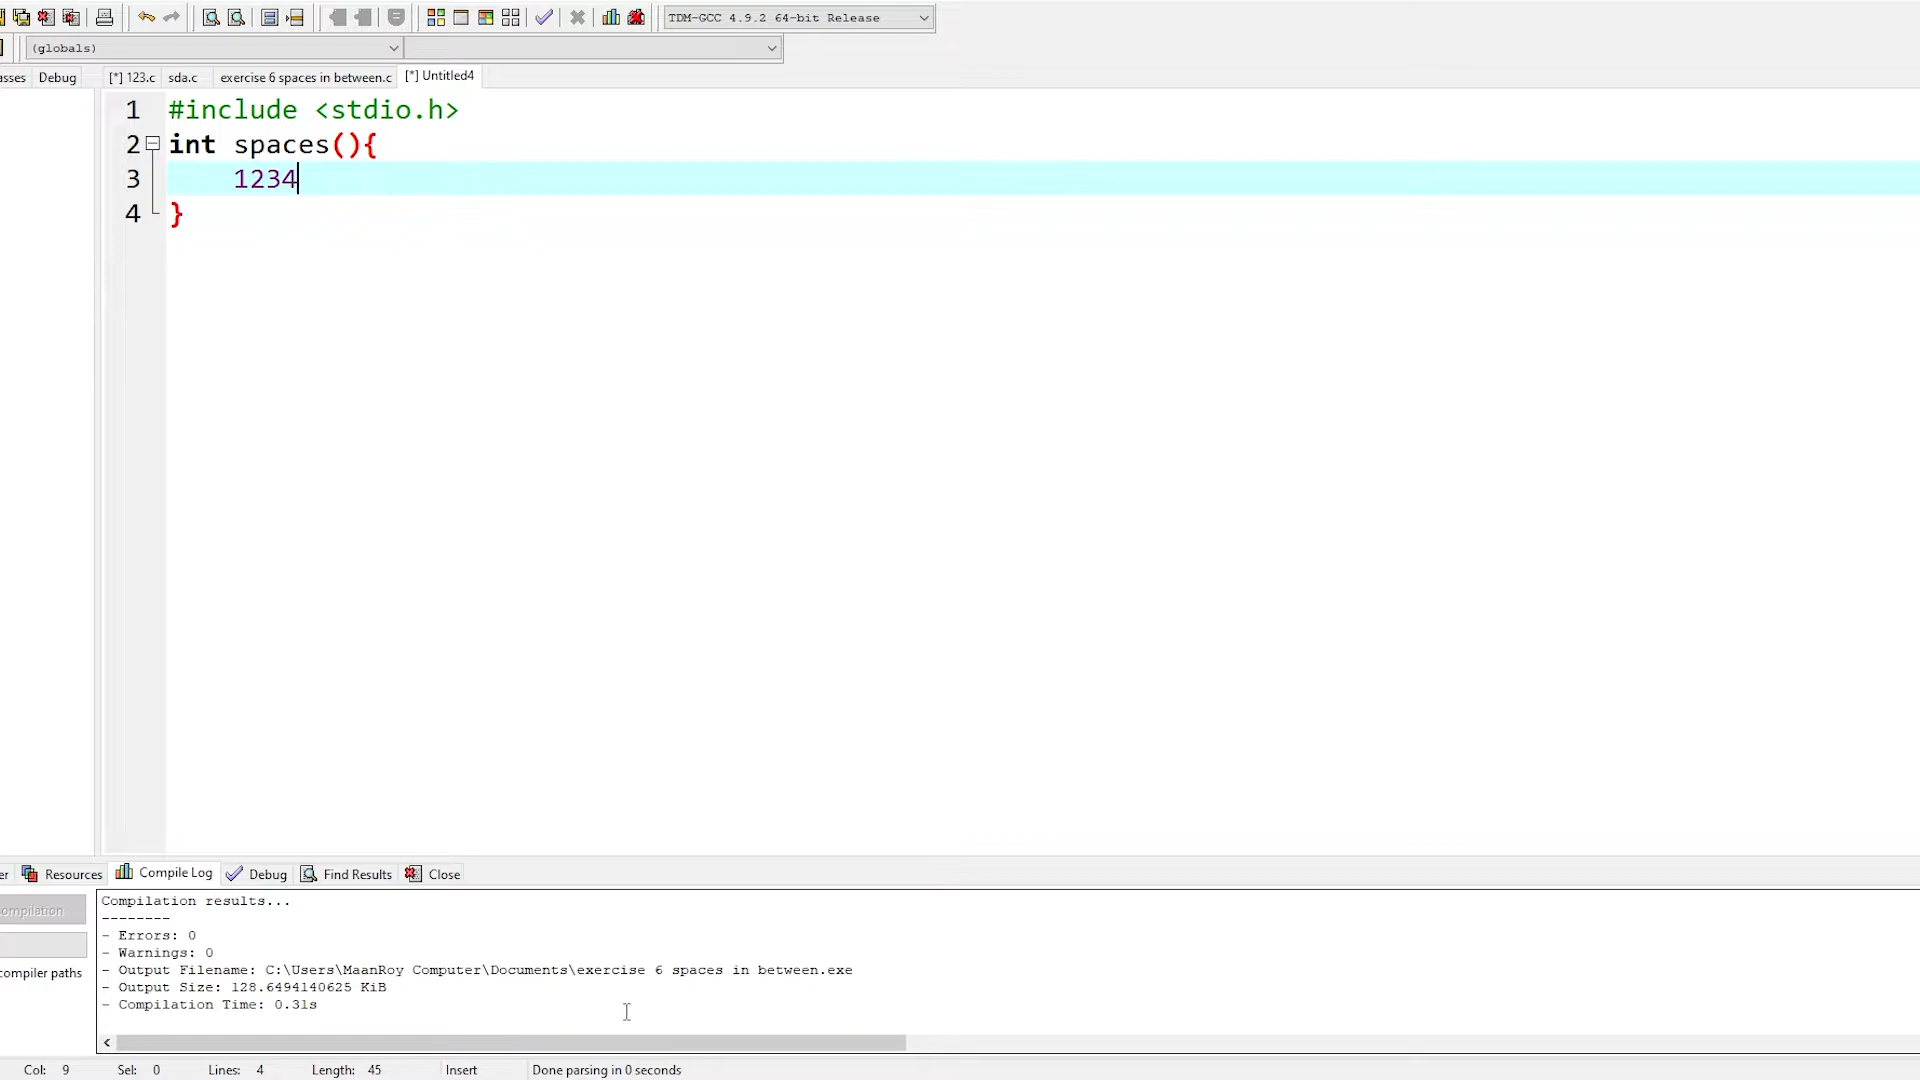 TDM-GCC 4.9.2 64-bit Release
(globals)
asses Debug [*] 123.c sda.c exercise 6 spaces in between.c [*] Untitled4
1 #include <stdio.h>
2 int spaces(){
3 1234
4 }
er Resources Compile Log Debug Find Results Close
ompilation
compiler paths
Compilation results...
--------
- Errors: 0
- Warnings: 0
- Output Filename: C:\Users\MaanRoy Computer\Documents\exercise 6 spaces in between.exe
- Output Size: 128.6494140625 KiB
- Compilation Time: 0.31s
Col: 9 Sel: 0 Lines: 4 Length: 45 Insert Done parsing in 0 seconds